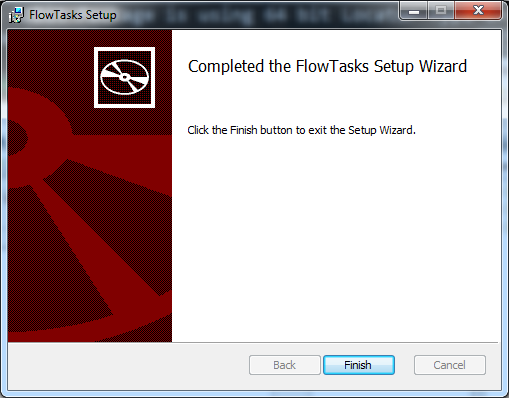 FlowTasks Setup
Completed the FlowTasks Setup Wizard
Click the Finish button to exit the Setup Wizard.
Back
Finish
Cancel